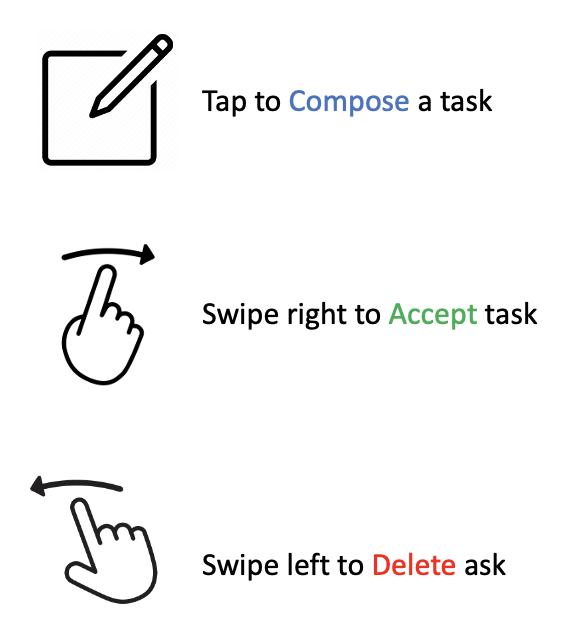 Tap to Compose a task
Swipe right to Accept task
Swipe left to Delete ask